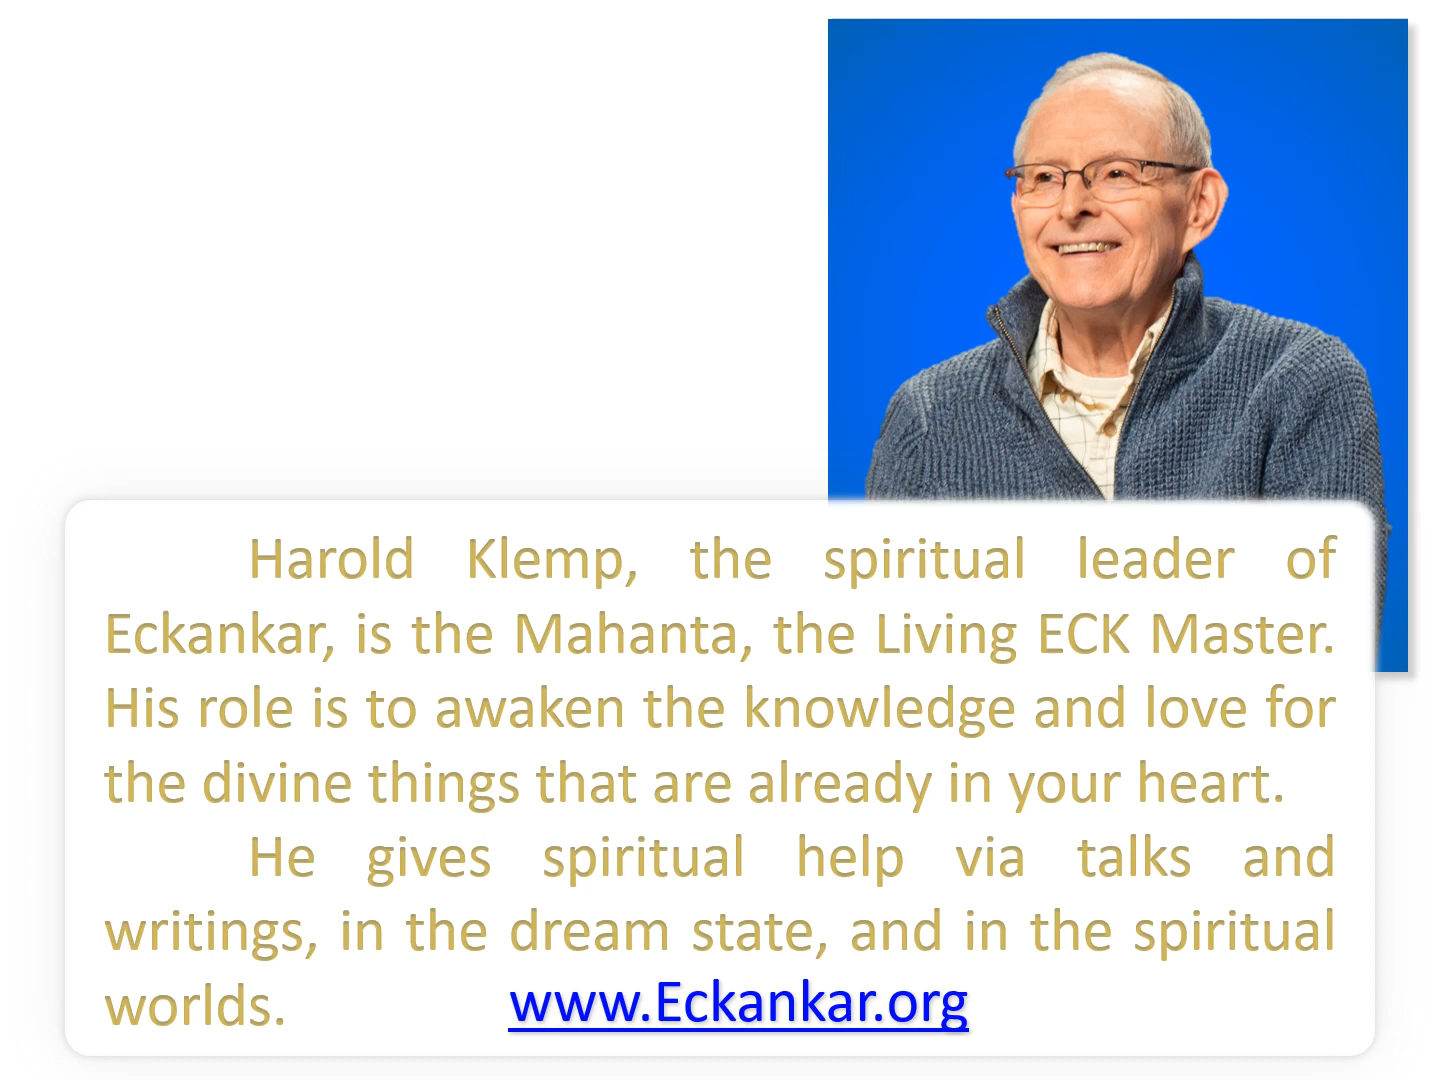 Harold Klemp, the spiritual leader of
Eckankar, is the Mahanta, the Living ECK Master.
His role is to awaken the knowledge and love for
the divine things that are already in your heart.
He gives spiritual help via talks and
writings, in the dream state, and in the spiritual
worlds. www.Eckankar.org